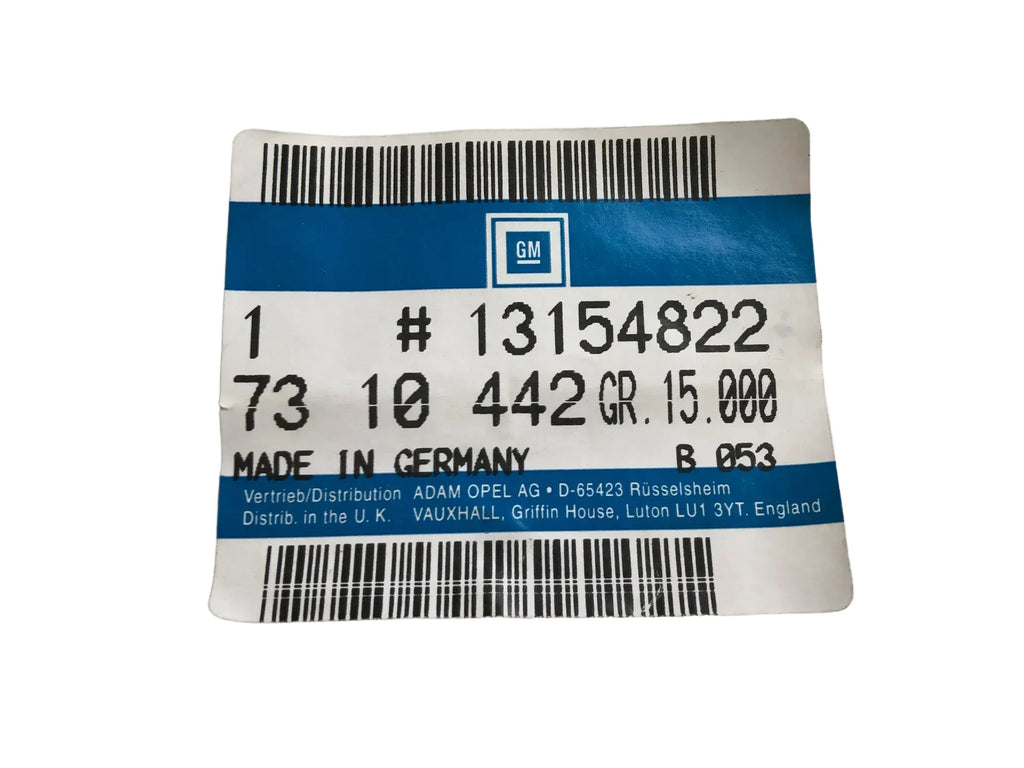 GM
1 # 13154822
73 10 442 GR. 15.000
MADE IN GERMANY B 053
Vertrieb/Distribution ADAM OPEL AG • D-65423 Rüsselsheim
Distrib. in the U. K. VAUXHALL, Griffin House, Luton LU1 3YT. England